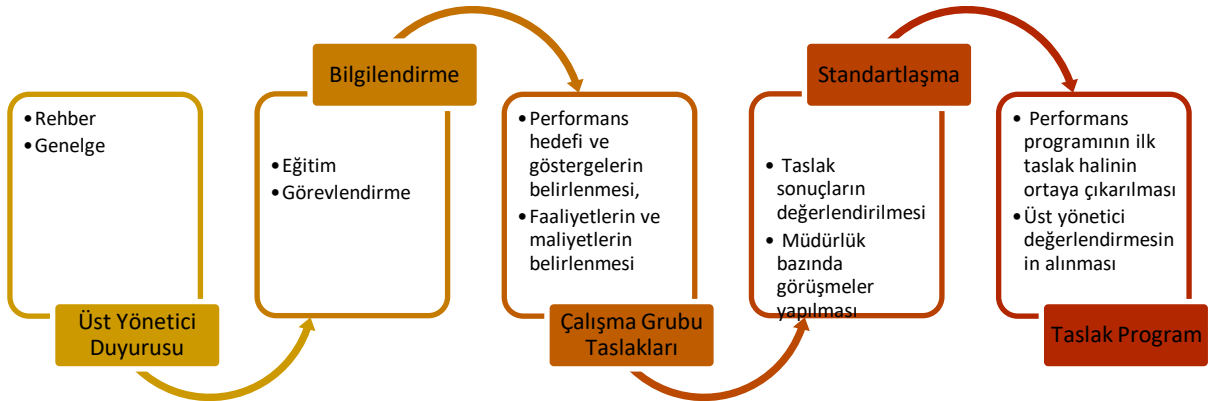 • Rehber
• Genelge
Üst Yönetici
Duyurusu
Bilgilendirme
• Eğitim
• Görevlendirme
• Performans
hedefi ve
göstergelerin
belirlenmesi,
• Faaliyetlerin ve
maliyetlerin
belirlenmesi
Çalışma Grubu
Taslakları
Standartlaşma
• Taslak
sonuçların
değerlendirilmesi
• Müdürlük
bazında
görüşmeler
yapılması
• Performans
programının ilk
taslak halinin
ortaya çıkarılması
• Üst yönetici
değerlendirmesin
in alınması
Taslak Program